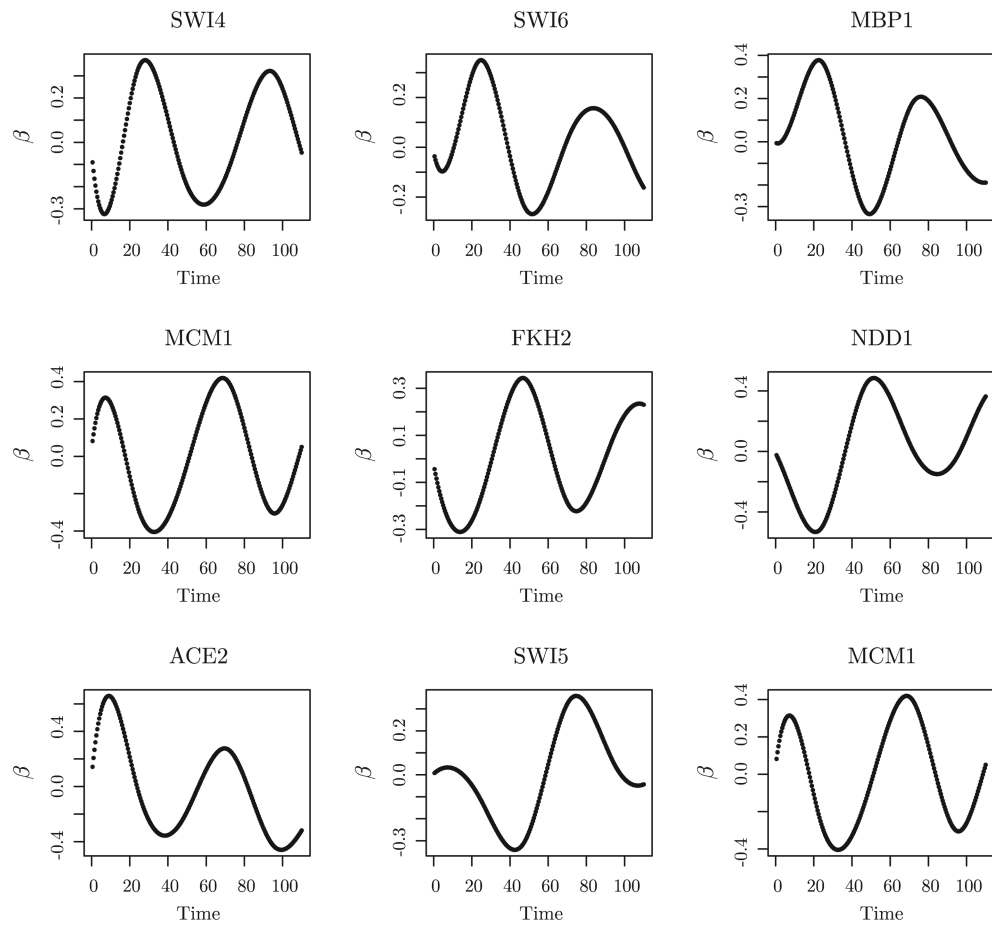 SWI4 SWI6 MBP1
β -0.3 0.0 0.2
0 20 40 60 80 100
Time
β -0.2 0.0 0.2
0 20 40 60 80 100
Time
β -0.3 0.0 0.2 0.4
0 20 40 60 80 100
Time
MCM1 FKH2 NDD1
β -0.4 0.0 0.2 0.4
0 20 40 60 80 100
Time
β -0.3 -0.1 0.1 0.3
0 20 40 60 80 100
Time
β -0.4 0.0 0.4
0 20 40 60 80 100
Time
ACE2 SWI5 MCM1
β -0.4 0.0 0.4
0 20 40 60 80 100
Time
β -0.3 0.0 0.2
0 20 40 60 80 100
Time
β -0.4 0.0 0.2 0.4
0 20 40 60 80 100
Time